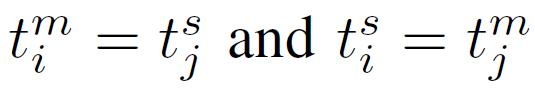 $t_i^m = t_j^s$ and $t_i^s = t_j^m$